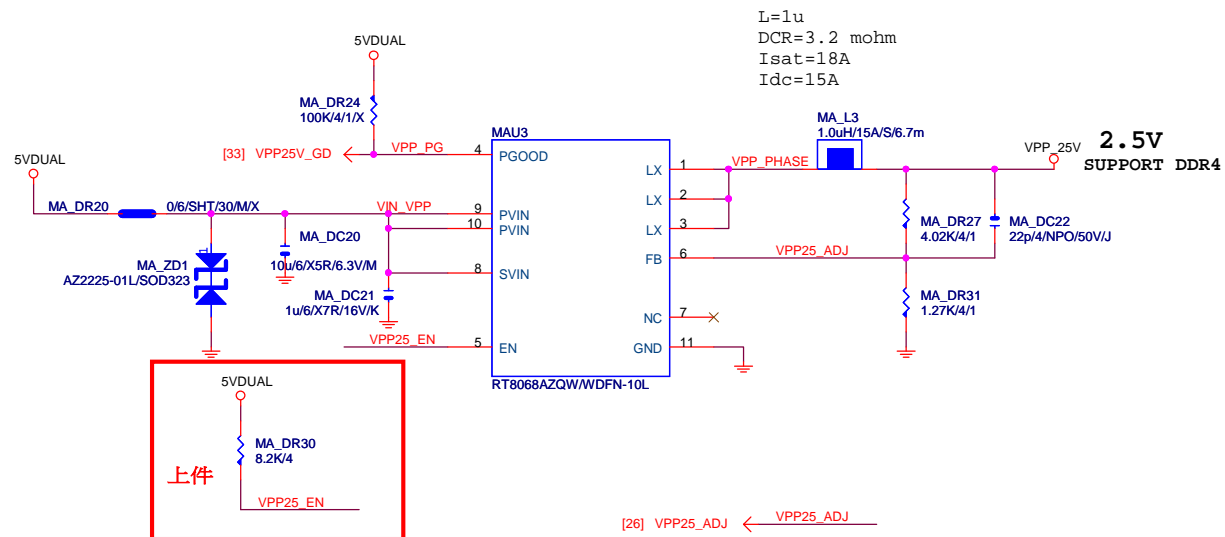 L=1u
DCR=3.2 mohm
Isat=18A
Idc=15A
5VDUAL
MA_DR24
100K/4/1/X
[33] VPP25V_GD
VPP_PG
4
PGOOD
MAU3
LX
1
VPP_PHASE
MA_L3
1.0uH/15A/S/6.7m
VPP_25V
2.5V
SUPPORT DDR4
5VDUAL
MA_DR20
0/6/SHT/30/M/X
VIN_VPP
9
PVIN
10
PVIN
LX
2
LX
3
MA_DR27
4.02K/4/1
MA_DC22
22p/4/NPO/50V/J
1
MA_ZD1
AZ2225-01L/SOD323
MA_DC20
10u/6/X5R/6.3V/M
8
SVIN
FB
6
VPP25_ADJ
MA_DC21
1u/6/X7R/16V/K
MA_DR31
1.27K/4/1
NC
7
VPP25_EN
5
EN
GND
11
RT8068AZQW/WDFN-10L
5VDUAL
MA_DR30
8.2K/4
上件
VPP25_EN
[26] VPP25_ADJ
VPP25_ADJ